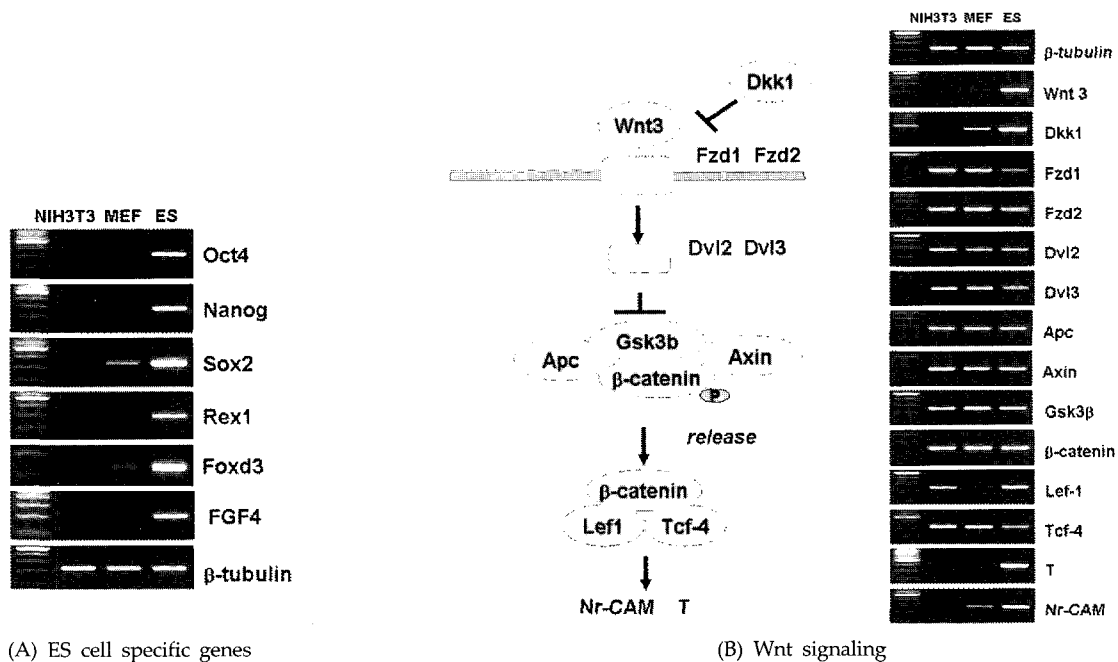 NIH3T3 MEF ES
Oct4
Nanog
Sox2
Rex1
Foxd3
FGF4
β-tubulin
(A) ES cell specific genes
Dkk1
Wnt3
Fzd1 Fzd2
Dvl2 Dvl3
Gsk3b
Apc
Axin
β-catenin
P
release
β-catenin
Lef1
Tcf-4
Nr-CAM T
NIH3T3 MEF ES
β-tubulin
Wnt 3
Dkk1
Fzd1
Fzd2
Dvl2
Dvl3
Apc
Axin
Gsk3β
β-catenin
Lef-1
Tcf-4
T
Nr-CAM
(B) Wnt signaling